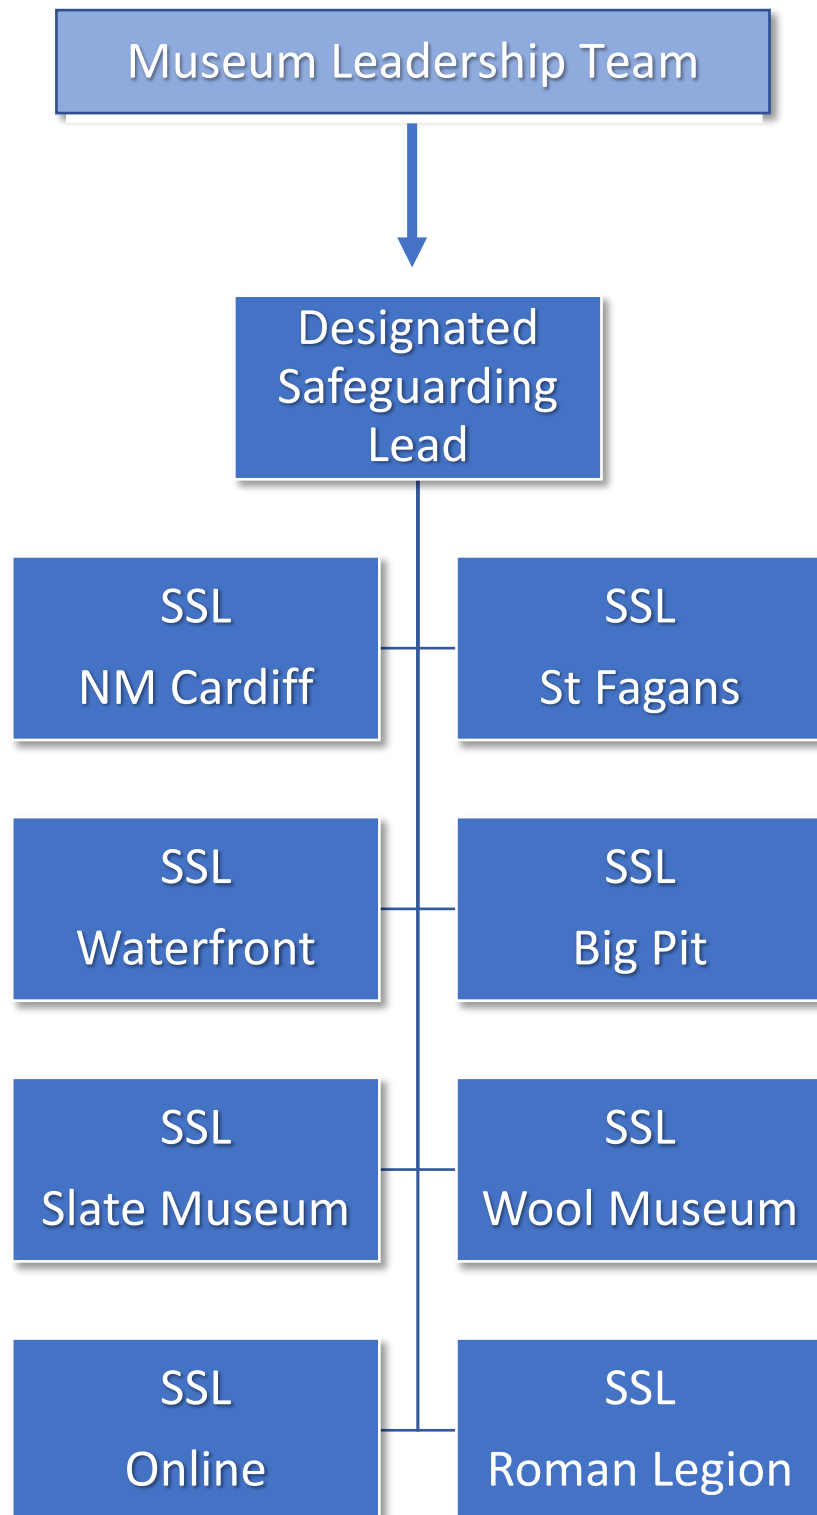 Museum Leadership Team
Designated
Safeguarding
Lead
SSL
NM Cardiff
SSL
St Fagans
SSL
Waterfront
SSL
Big Pit
SSL
Slate Museum
SSL
Wool Museum
SSL
Online
SSL
Roman Legion